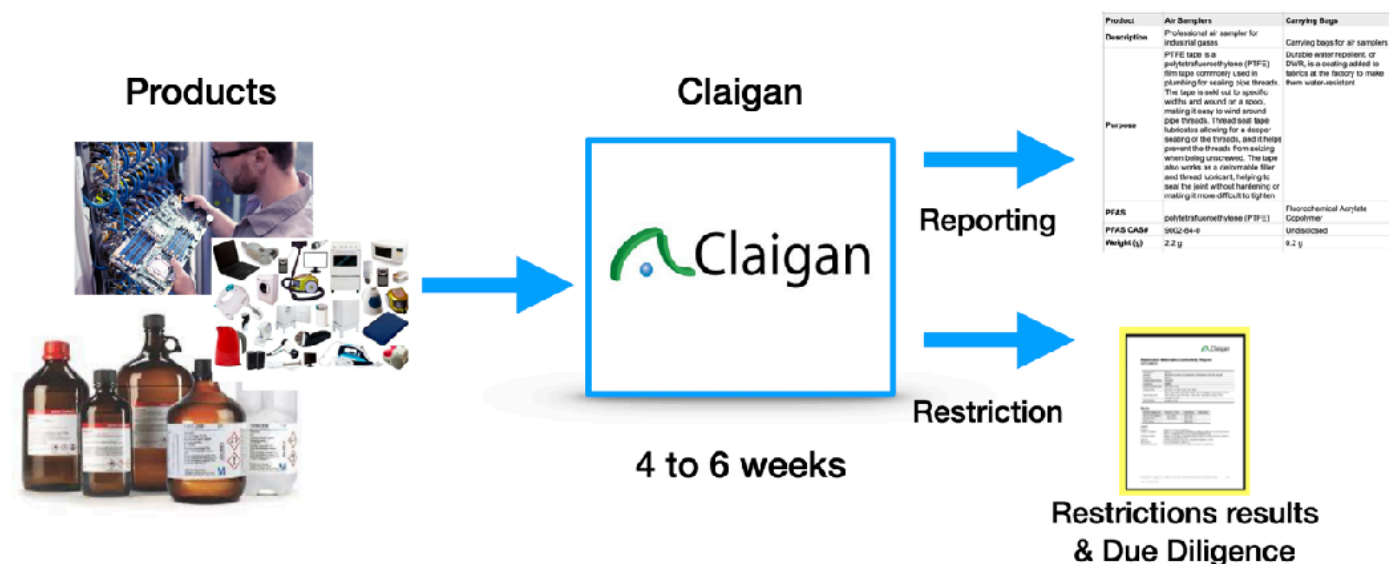 Products
Claigan
Claigan
4 to 6 weeks
Reporting
Restriction
Product Air Samplers Carrying Bags
Description Professional air sampler for industrial gases Carrying bags for air samplers
Purpose
PTFE tape is a
polytetrafluoroethylene (PTFE)
film tape commonly used in
plumbing for sealing pipe threads.
The tape is sold cut to specific
widths and wound on a spool,
making it easy to wind around
pipe threads. Thread seal tape
lubricates allowing for a deeper
seating of the threads, and it helps
prevent the threads from seizing
when being unscrewed. The tape
also works as a deformable filler
and thread lubricant, helping to
seal the joint without hardening or
making it more difficult to tighten
Durable water repellent, or
DWR, is a coating added to
fabrics at the factory to make
them water-resistant
PFAS polytetrafluoroethylene (PTFE) Fluorochemical Acrylate Copolymer
PFAS CAS# 9002-84-0 Undisclosed
Weight (g) 2.2 g 0.2 g
Claigan
Restrictions results
& Due Diligence